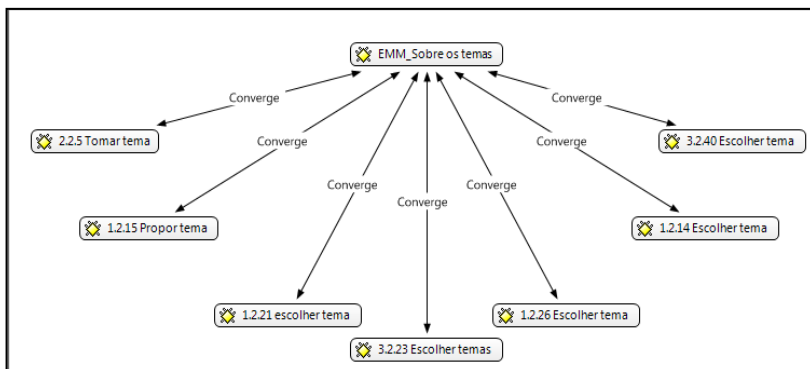 EMM_Sobre os temas
Converge
Converge
2.2.5 Tomar tema
3.2.40 Escolher tema
Converge
Converge
Converge
Converge
Converge
1.2.15 Propor tema
1.2.14 Escolher tema
1.2.21 escolher tema
1.2.26 Escolher tema
3.2.23 Escolher temas